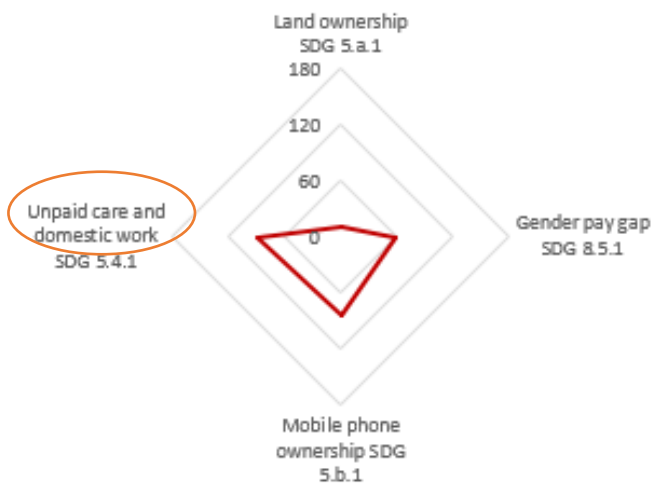 Land ownership
SDG 5.a.1
180
120
60
0
Unpaid care and
domestic work
SDG 5.4.1
Gender pay gap
SDG 8.5.1
Mobile phone
ownership SDG
5.b.1